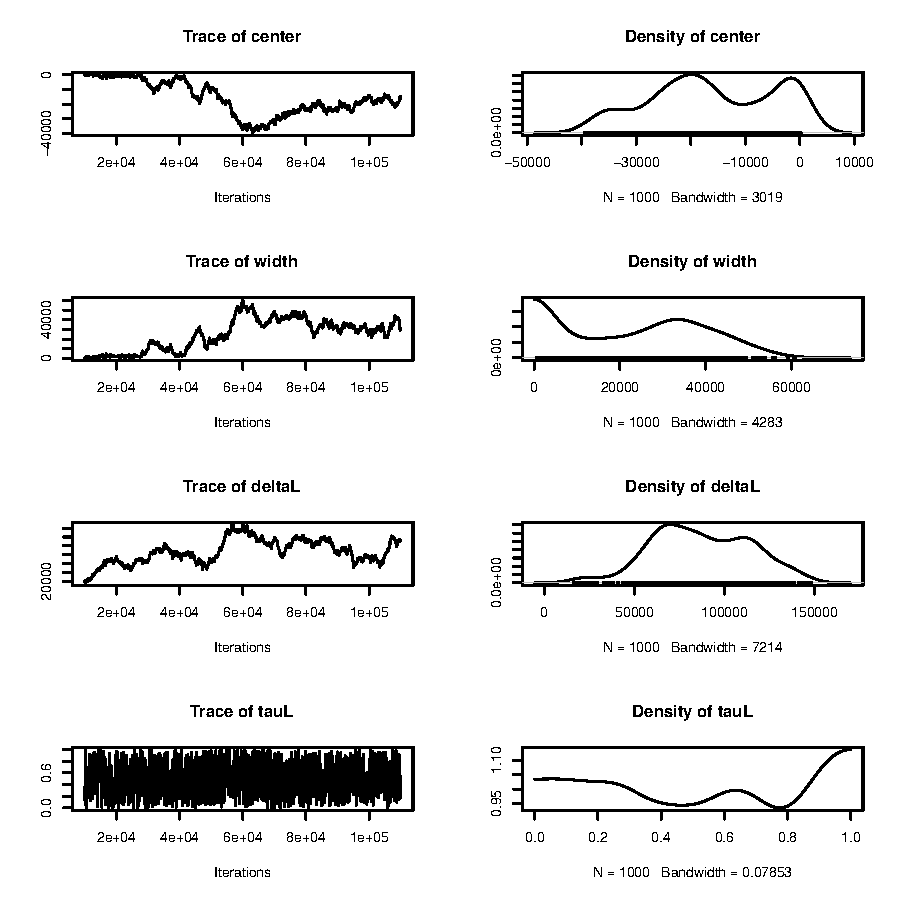 Trace of center
Density of center
−40000 0
0.0e+00
2e+04 4e+04 6e+04 8e+04 1e+05
−50000 −30000 −10000 0 10000
Iterations
N = 1000 Bandwidth = 3019
Trace of width
Density of width
0 40000
0e+00
2e+04 4e+04 6e+04 8e+04 1e+05
0 20000 40000 60000
Iterations
N = 1000 Bandwidth = 4283
Trace of deltaL
Density of deltaL
20000
0.0e+00
2e+04 4e+04 6e+04 8e+04 1e+05
0 50000 100000 150000
Iterations
N = 1000 Bandwidth = 7214
Trace of tauL
Density of tauL
0.0 0.6
0.95 1.10
2e+04 4e+04 6e+04 8e+04 1e+05
0.0 0.2 0.4 0.6 0.8 1.0
Iterations
N = 1000 Bandwidth = 0.07853